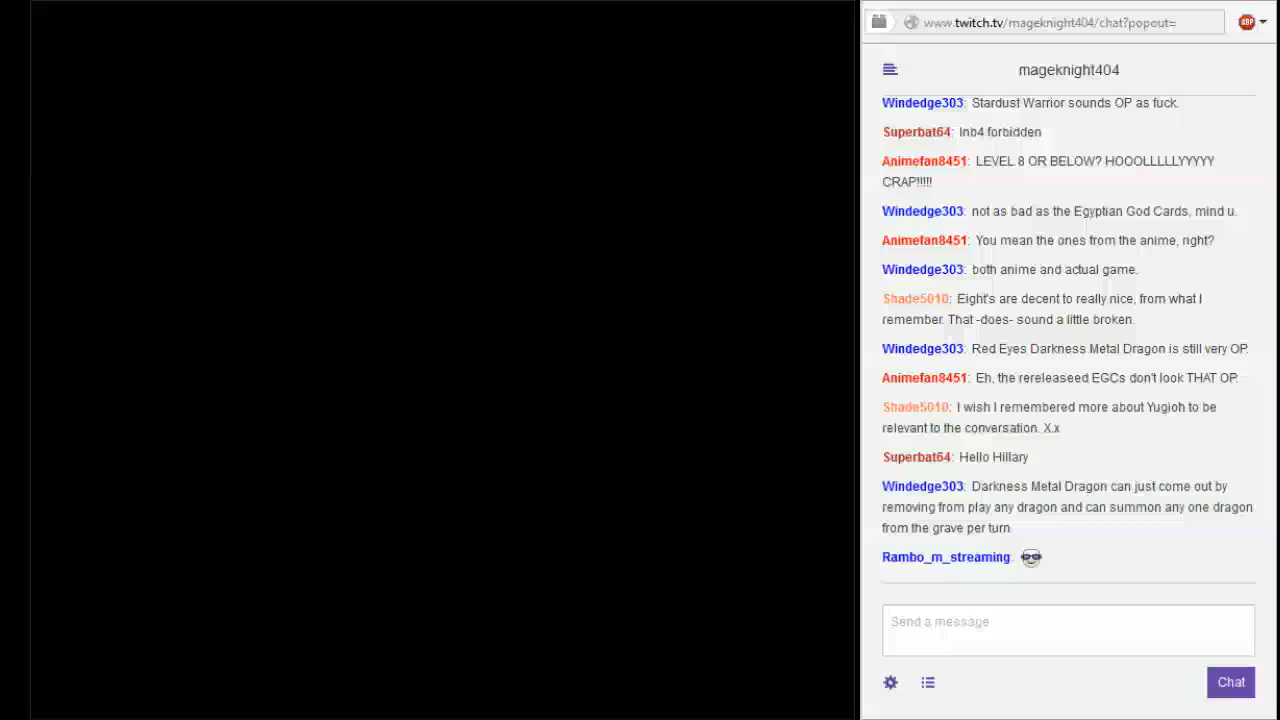 www.twitch.tv/mageknight404/chat?popout=
ABP
mageknight404
Windedge303: Stardust Warrior sounds OP as fuck.
Superbat64: Inb4 forbidden
Animefan8451: LEVEL 8 OR BELOW? HOOOLLLLLYYYYY
CRAP!!!!!
Windedge303: not as bad as the Egyptian God Cards, mind u.
Animefan8451: You mean the ones from the anime, right?
Windedge303: both anime and actual game.
Shade5010: Eight's are decent to really nice, from what I
remember. That -does- sound a little broken.
Windedge303: Red Eyes Darkness Metal Dragon is still very OP.
Animefan8451: Eh, the rereleaseed EGCs don't look THAT OP.
Shade5010: I wish I remembered more about Yugioh to be
relevant to the conversation. X.x
Superbat64: Hello Hillary
Windedge303: Darkness Metal Dragon can just come out by
removing from play any dragon and can summon any one dragon
from the grave per turn.
Rambo_m_streaming:
Send a message
Chat